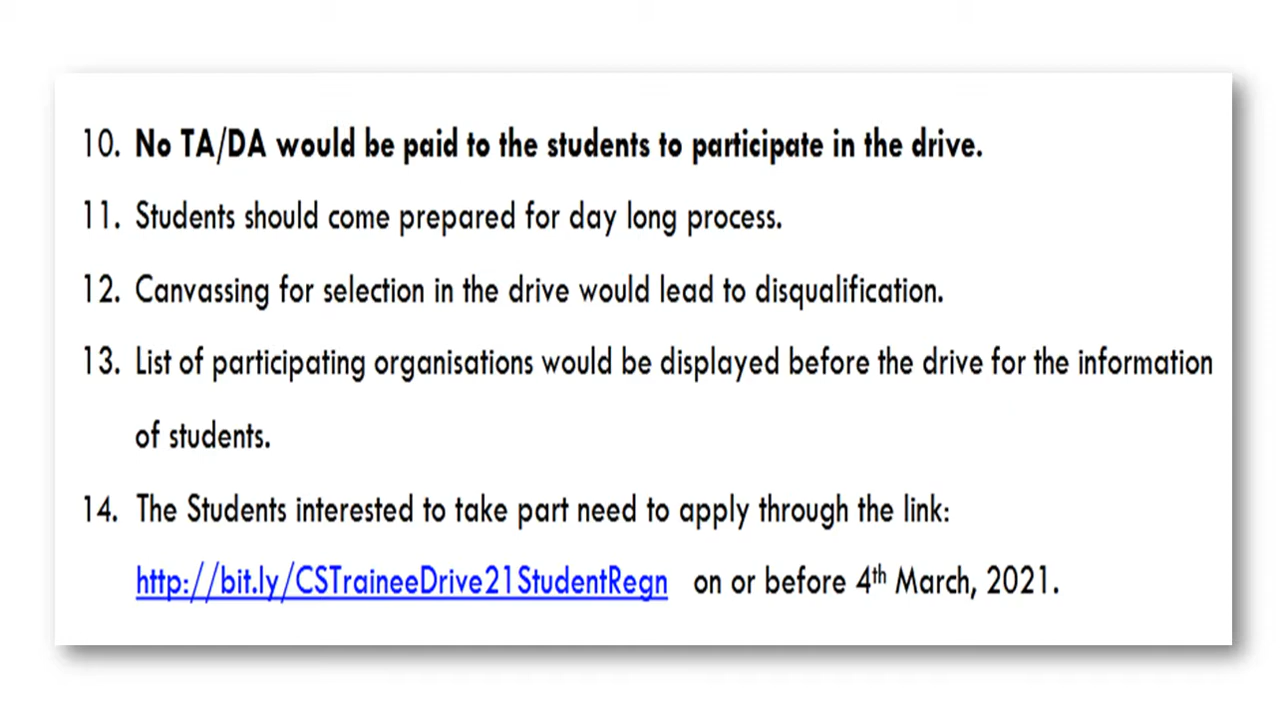 10. No TA/DA would be paid to the students to participate in the drive.
11. Students should come prepared for day long process.
12. Canvassing for selection in the drive would lead to disqualification.
13. List of participating organisations would be displayed before the drive for the information
of students.
14. The Students interested to take part need to apply through the link:
http://bit.ly/CSTraineeDrive21StudentRegn on or before 4th March, 2021.